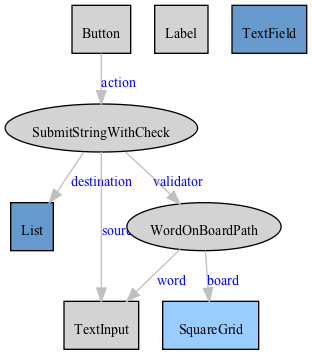 Button
Label
TextField
action
SubmitStringWithCheck
destination
validator
List
source
WordOnBoardPath
word
board
TextInput
SquareGrid